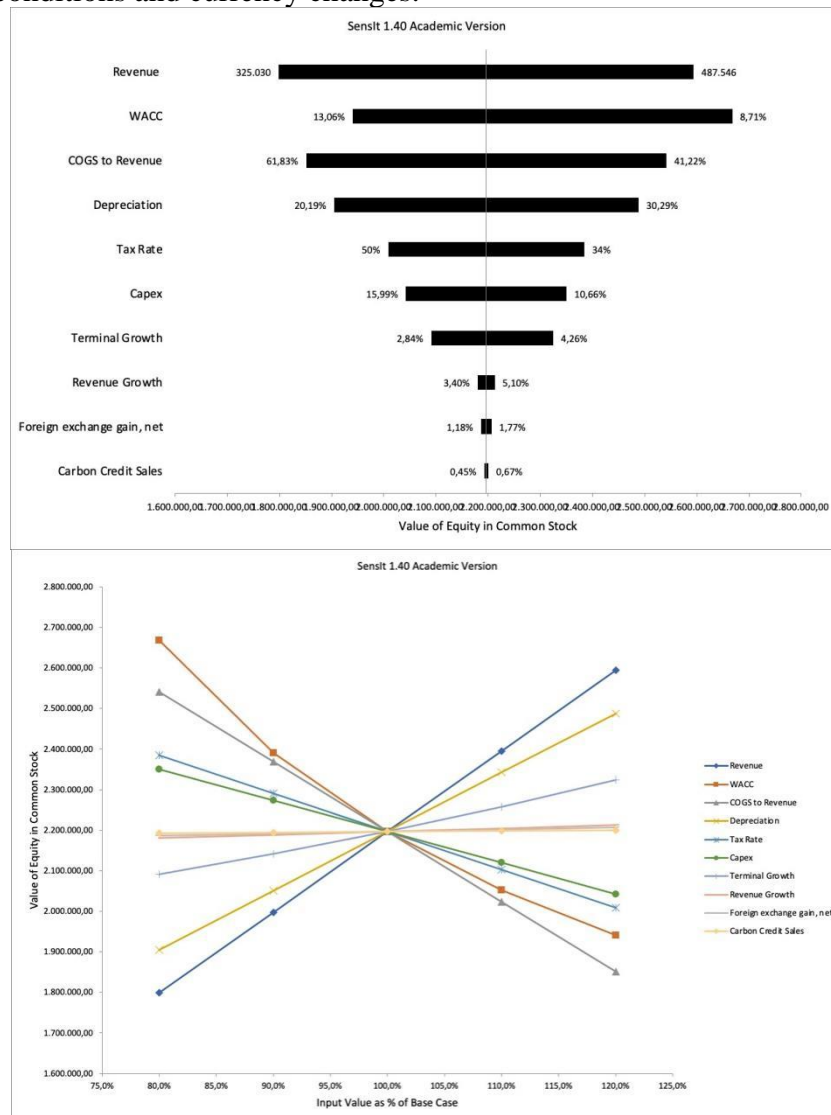 conditions and currency changes.
SensIt 1.40 Academic Version
Revenue 325.030 487.546
WACC 13,06% 8,71%
COGS to Revenue 61,83% 41,22%
Depreciation 20,19% 30,29%
Tax Rate 50% 34%
Capex 15,99% 10,66%
Terminal Growth 2,84% 4,26%
Revenue Growth 3,40% 5,10%
Foreign exchange gain, net 1,18% 1,77%
Carbon Credit Sales 0,45% 0,67%
1.600.000,00 1.700.000,00 1.800.000,00 1.900.000,00 2.000.000,00 2.100.000,00 2.200.000,00 2.300.000,00 2.400.000,00 2.500.000,00 2.600.000,00 2.700.000,00 2.800.000,00
Value of Equity in Common Stock
SensIt 1.40 Academic Version
2.800.000,00
2.700.000,00
2.600.000,00
2.500.000,00
2.400.000,00
2.300.000,00
2.200.000,00
2.100.000,00
2.000.000,00
1.900.000,00
1.800.000,00
1.700.000,00
1.600.000,00
Value of Equity in Common Stock
75,0% 80,0% 85,0% 90,0% 95,0% 100,0% 105,0% 110,0% 115,0% 120,0% 125,0%
Input Value as % of Base Case
Revenue
WACC
COGS to Revenue
Depreciation
Tax Rate
Capex
Terminal Growth
Revenue Growth
Foreign exchange gain, net
Carbon Credit Sales